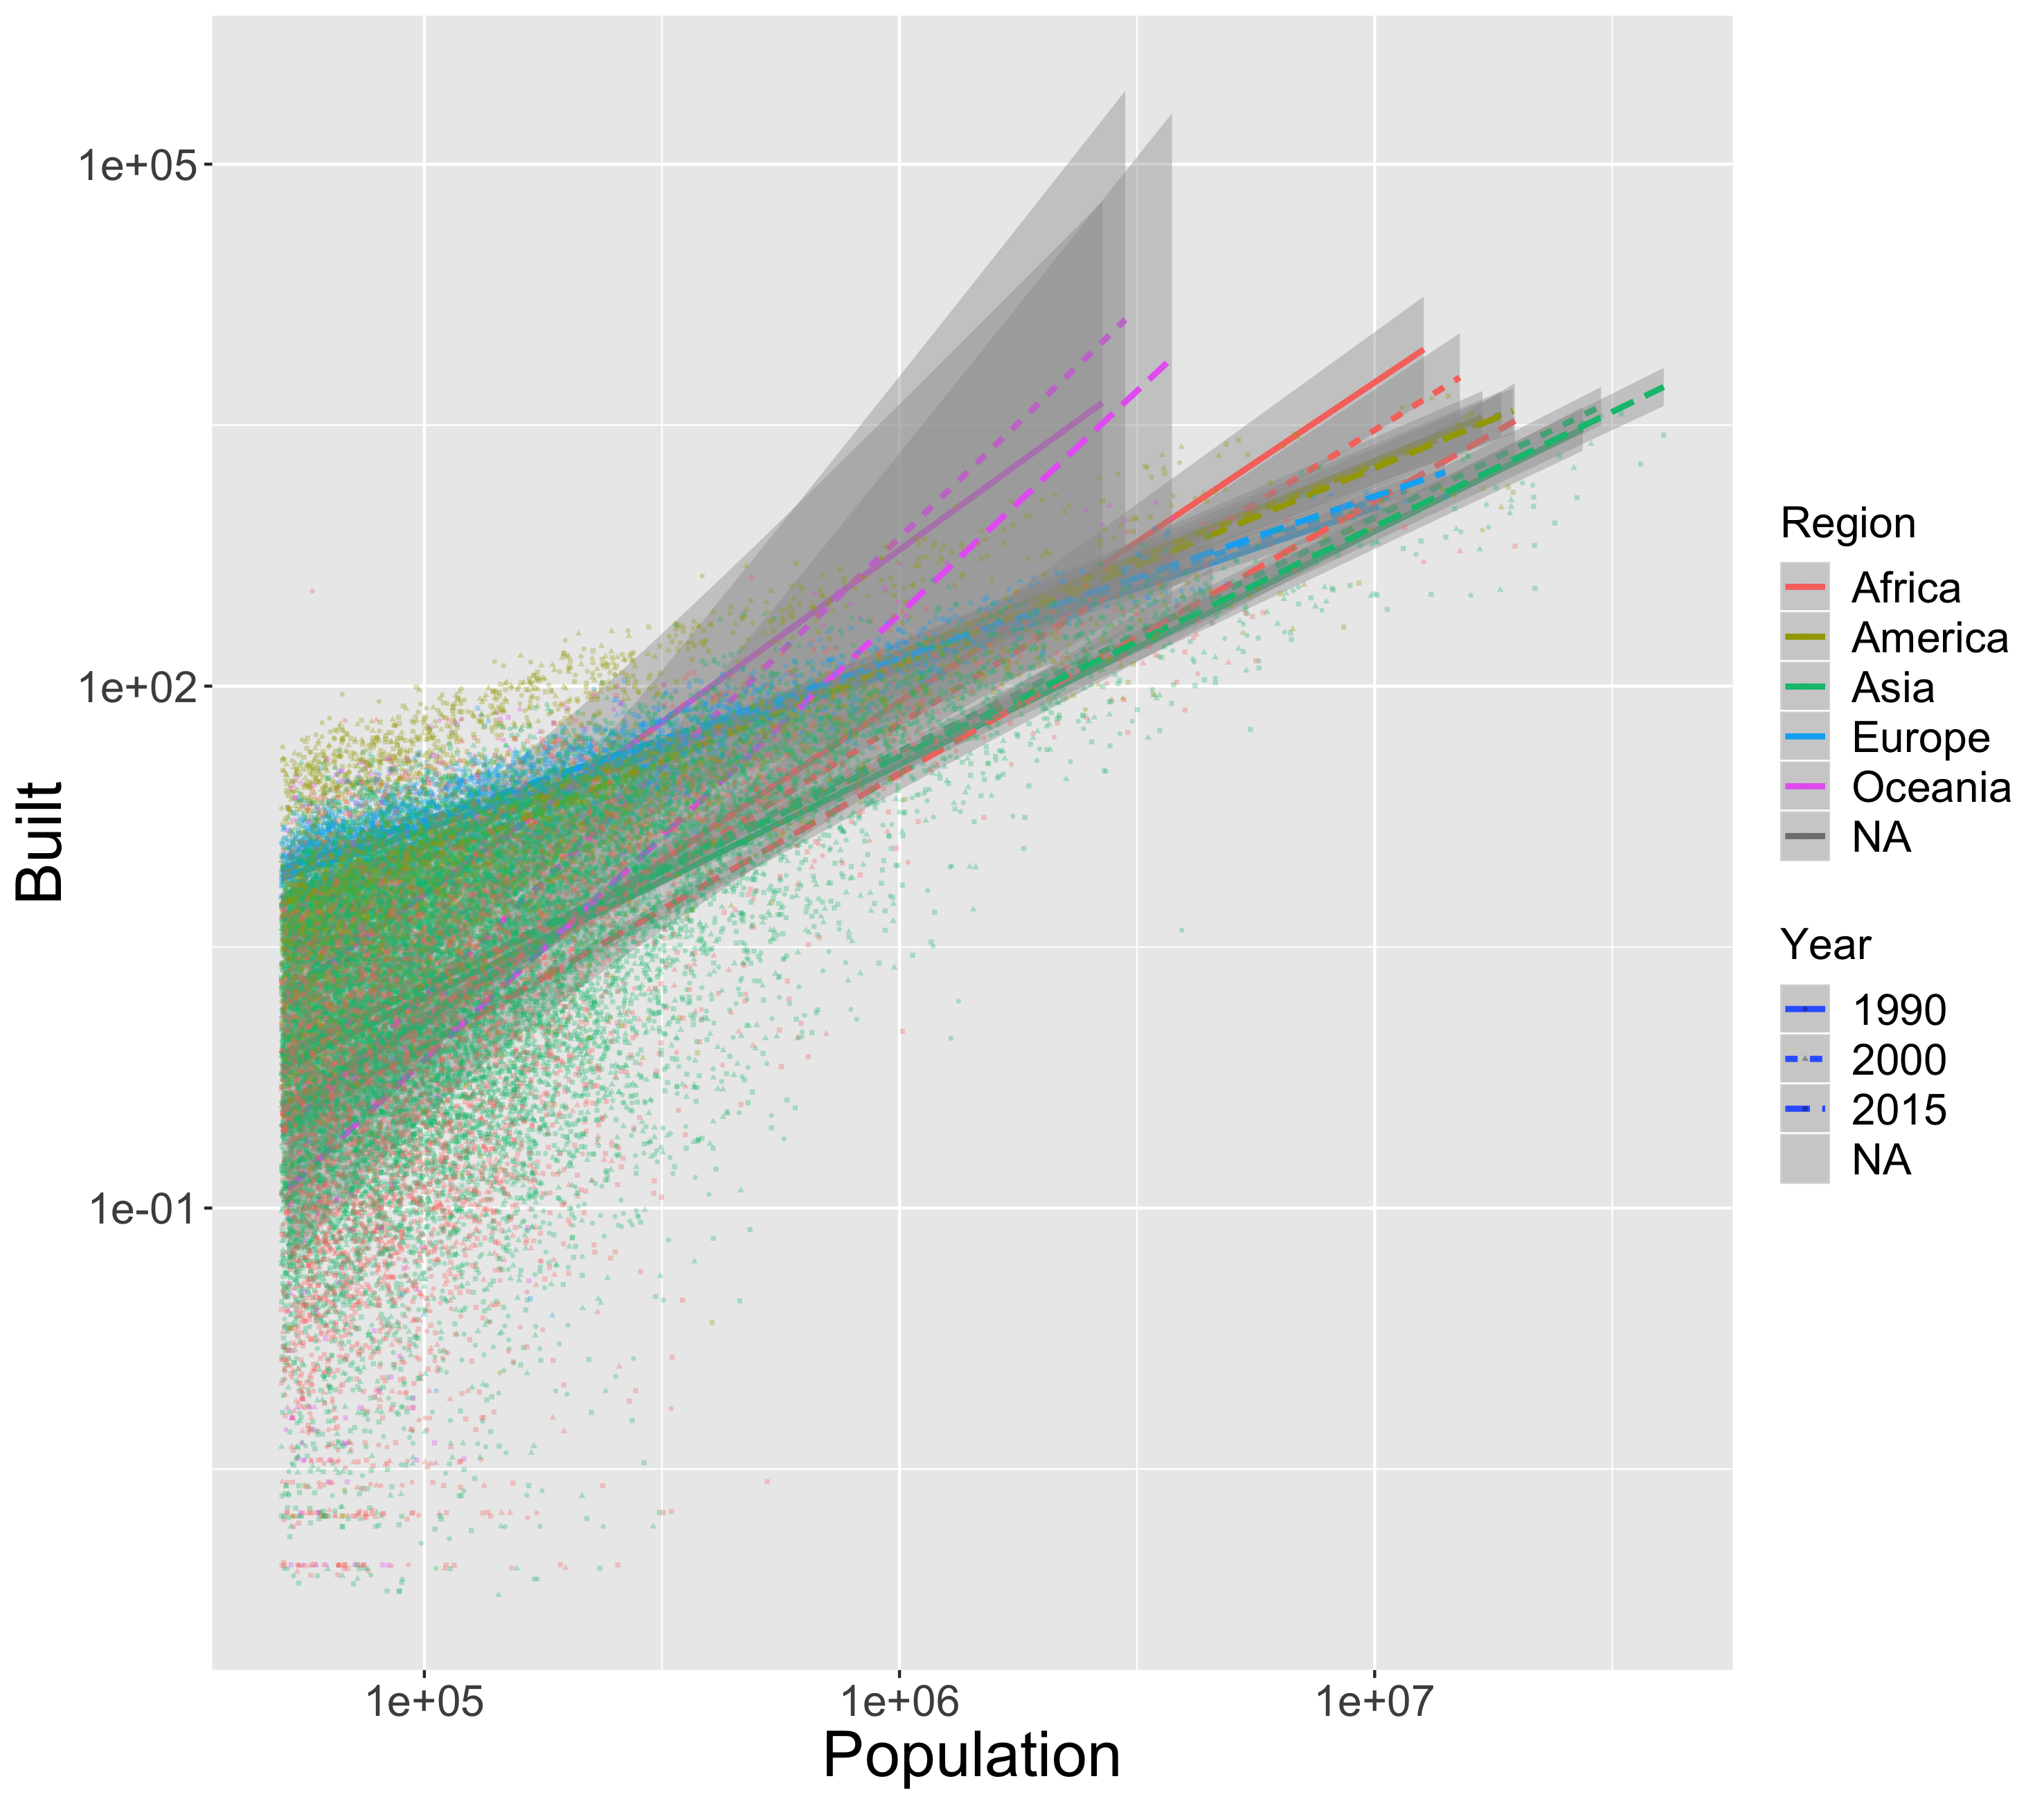 Built
1e+05
1e+02
1e-01
1e+05
1e+06
1e+07
Population
Region
Africa
America
Asia
Europe
Oceania
NA
Year
1990
2000
2015
NA